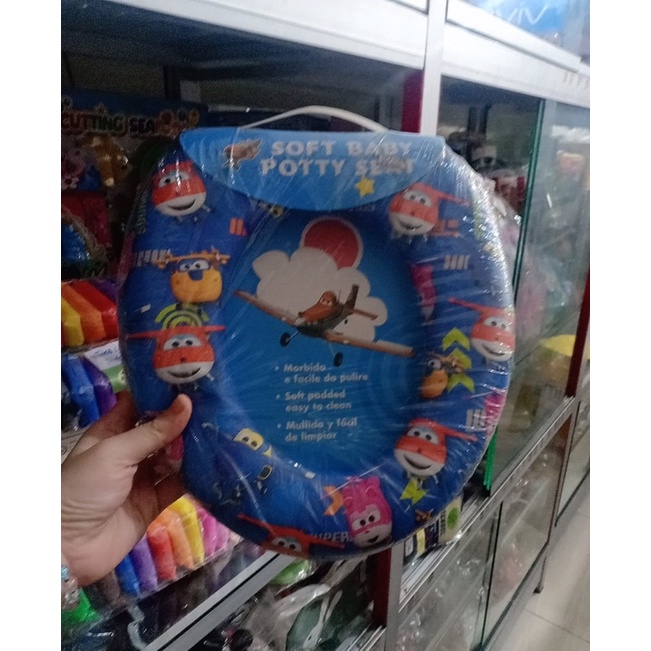 CUTTING SEA
SOFT BABY
POTTY SEAT
• Morbido
e facile da pulire
• Soft padded
easy to clean
• Mullido y fácil
de limpiar